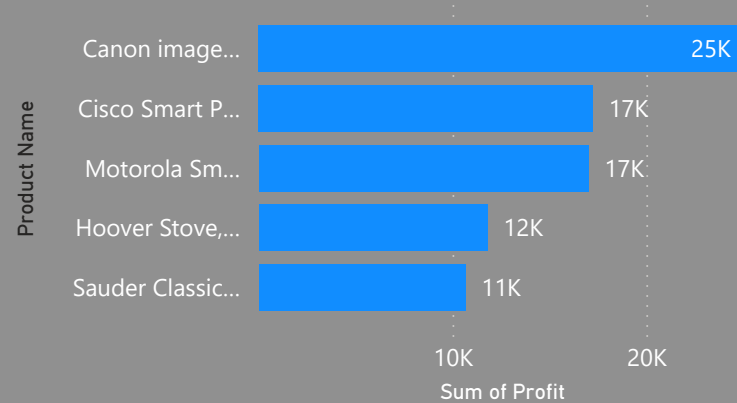 Product Name
Canon image... 25K
Cisco Smart P... 17K
Motorola Sm... 17K
Hoover Stove,... 12K
Sauder Classic... 11K
10K 20K
Sum of Profit